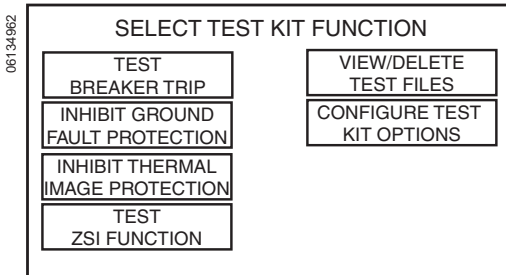 06134962
SELECT TEST KIT FUNCTION
TEST
BREAKER TRIP
INHIBIT GROUND
FAULT PROTECTION
INHIBIT THERMAL
IMAGE PROTECTION
TEST
ZSI FUNCTION
VIEW/DELETE
TEST FILES
CONFIGURE TEST
KIT OPTIONS